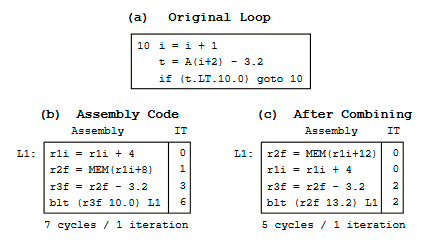 (a) Original Loop
10 i = i + 1
t = A(i+2) - 3.2
if (t.LT.10.0) goto 10
(b) Assembly Code
Assembly IT
L1: r1i = r1i + 4 0
r2f = MEM(r1i+8) 1
r3f = r2f - 3.2 3
blt (r3f 10.0) L1 6
7 cycles / 1 iteration
(c) After Combining
Assembly IT
L1: r2f = MEM(r1i+12) 0
r1i = r1i + 4 0
r3f = r2f - 3.2 2
blt (r2f 13.2) L1 2
5 cycles / 1 iteration